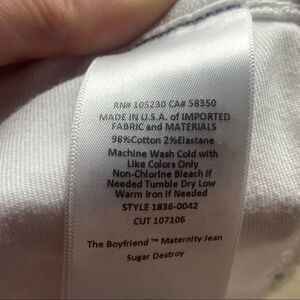 RN# 105230 CA# 58350
MADE IN U.S.A. of IMPORTED
FABRIC and MATERIALS
98%Cotton 2%Elastane
Machine Wash Cold with
Like Colors Only
Non-Chlorine Bleach if
Needed Tumble Dry Low
Warm Iron if Needed
STYLE 1836-0042
CUT 107106
The Boyfriend ™ Maternity Jean
Sugar Destroy